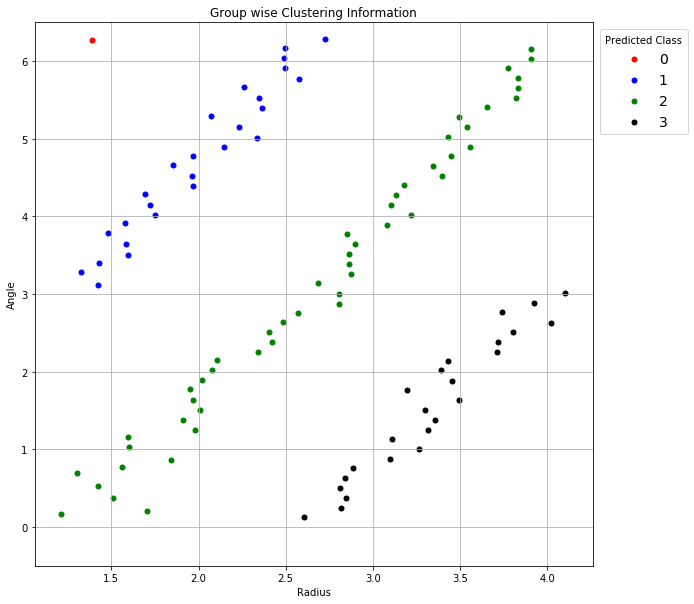 Group wise Clustering Information
Predicted Class
0
1
2
3
6
5
4
3
2
1
0
Angle
1.5 2.0 2.5 3.0 3.5 4.0
Radius